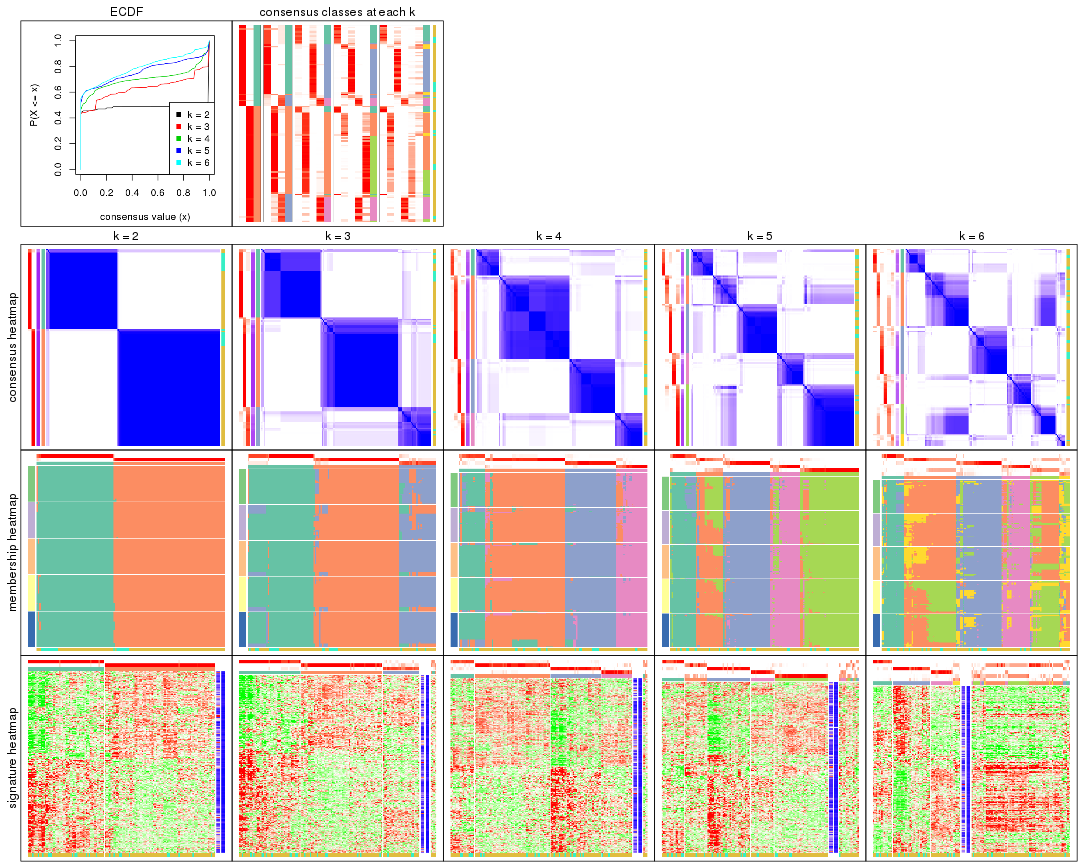 ECDF
consensus classes at each k
P(X <= x)
1.0
0.8
0.6
0.4
0.2
0.0
k = 2
k = 3
k = 4
k = 5
k = 6
0.0 0.2 0.4 0.6 0.8 1.0
consensus value (x)
k = 2
k = 3
k = 4
k = 5
k = 6
consensus heatmap
membership heatmap
signature heatmap